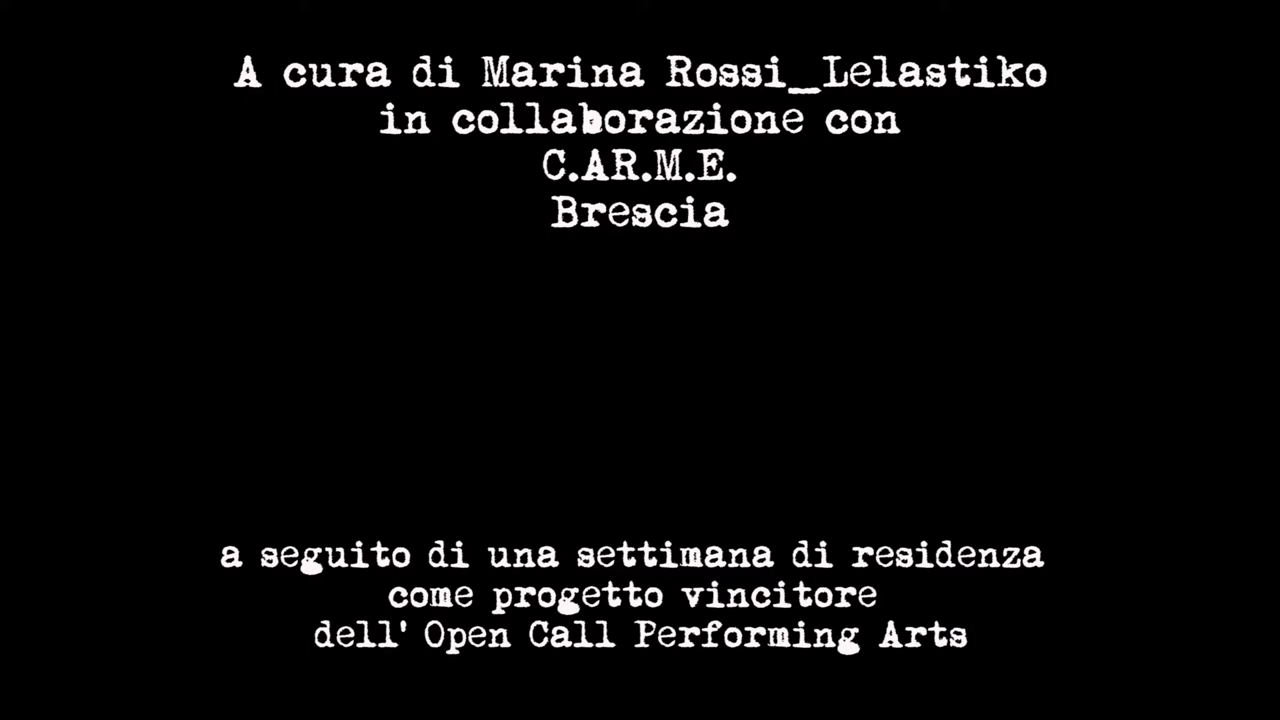 A cura di Marina Rossi_Lelastiko
in collaborazione con
C.AR.M.E.
Brescia
a seguito di una settimana di residenza
come progetto vincitore
dell' Open Call Performing Arts